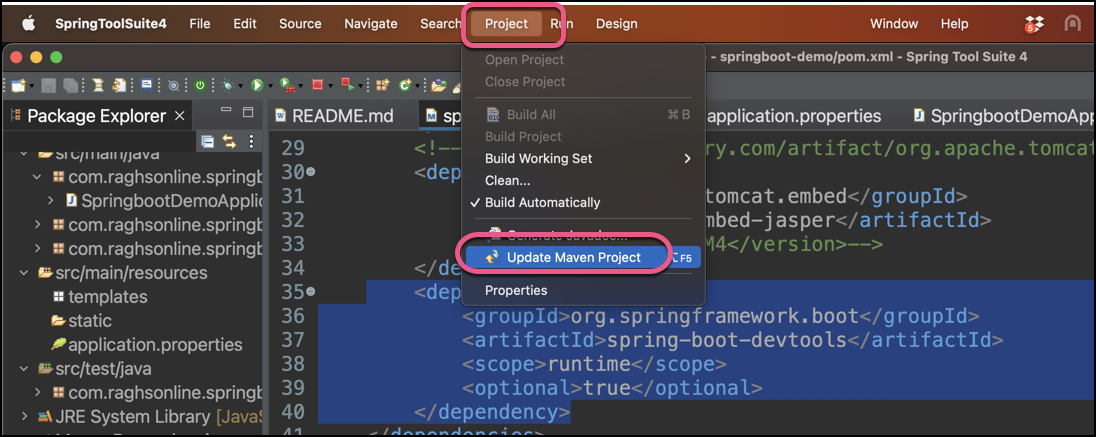 SpringToolSuite4 File Edit Source Navigate Search Project Run Design Window Help
5
- springboot-demo/pom.xml - Spring Tool Suite 4
Open Project
Close Project
Build All ⌘ B
Build Project
Build Working Set
Clean...
Build Automatically
Generate Javadoc...
Update Maven Project ⌥F5
Properties
Package Explorer
README.md
application.properties
SpringbootDemoAppl
src/main/java
com.raghsonline.springb
SpringbootDemoApplic
com.raghsonline.springb
com.raghsonline.springb
src/main/resources
templates
static
application.properties
src/test/java
com.raghsonline.springb
JRE System Library [JavaS
29 <!-- ry.com/artifact/org.apache.tomcat
30 <dep
31 tomcat.embed</groupId>
32 mbed-jasper</artifactId>
33 M4</version>-->
34 </de
35 <dep
36 <groupId>org.springframework.boot</groupId>
37 <artifactId>spring-boot-devtools</artifactId>
38 <scope>runtime</scope>
39 <optional>true</optional>
40 </dependency>
41 </dependencies>